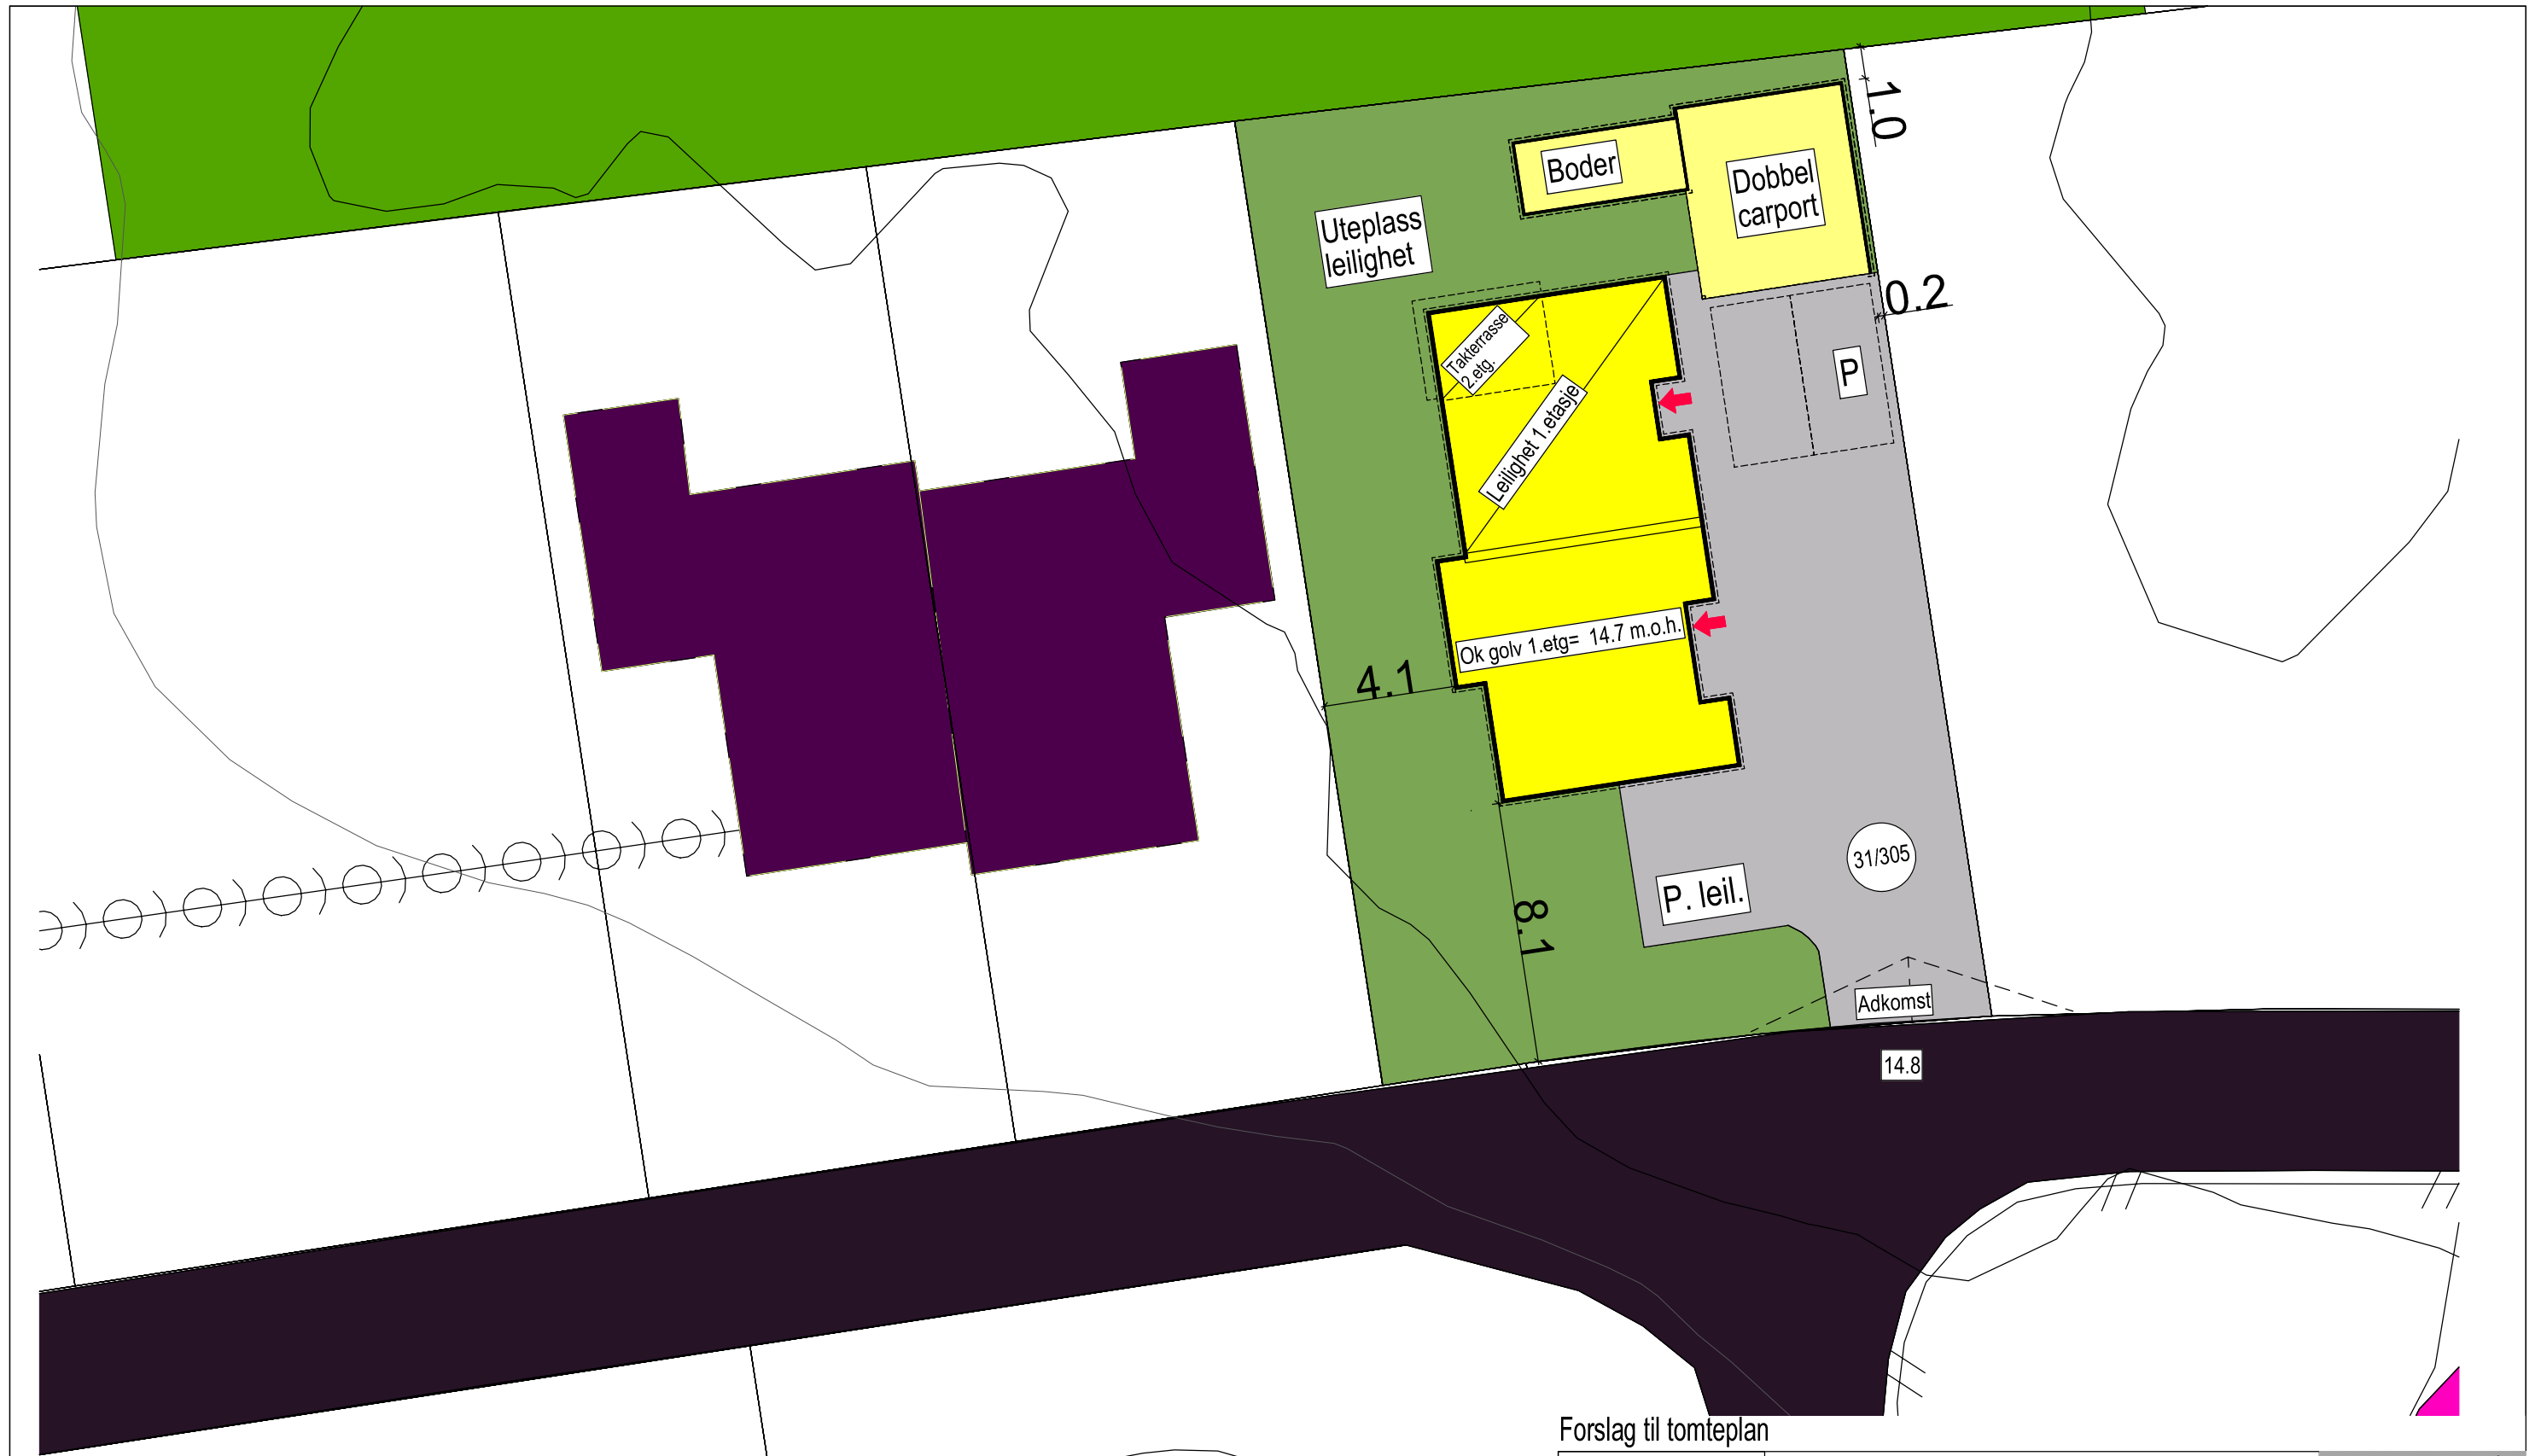 1.0
Boder
Dobbel
carport
Uteplass
leilighet
0.2
Takterrasse
2.etg.
P
Leilighet 1.etasje
Ok golv 1.etg= 14.7 m.o.h.
4.1
31/305
P. leil.
8.1
Adkomst
14.8
Forslag til tomteplan